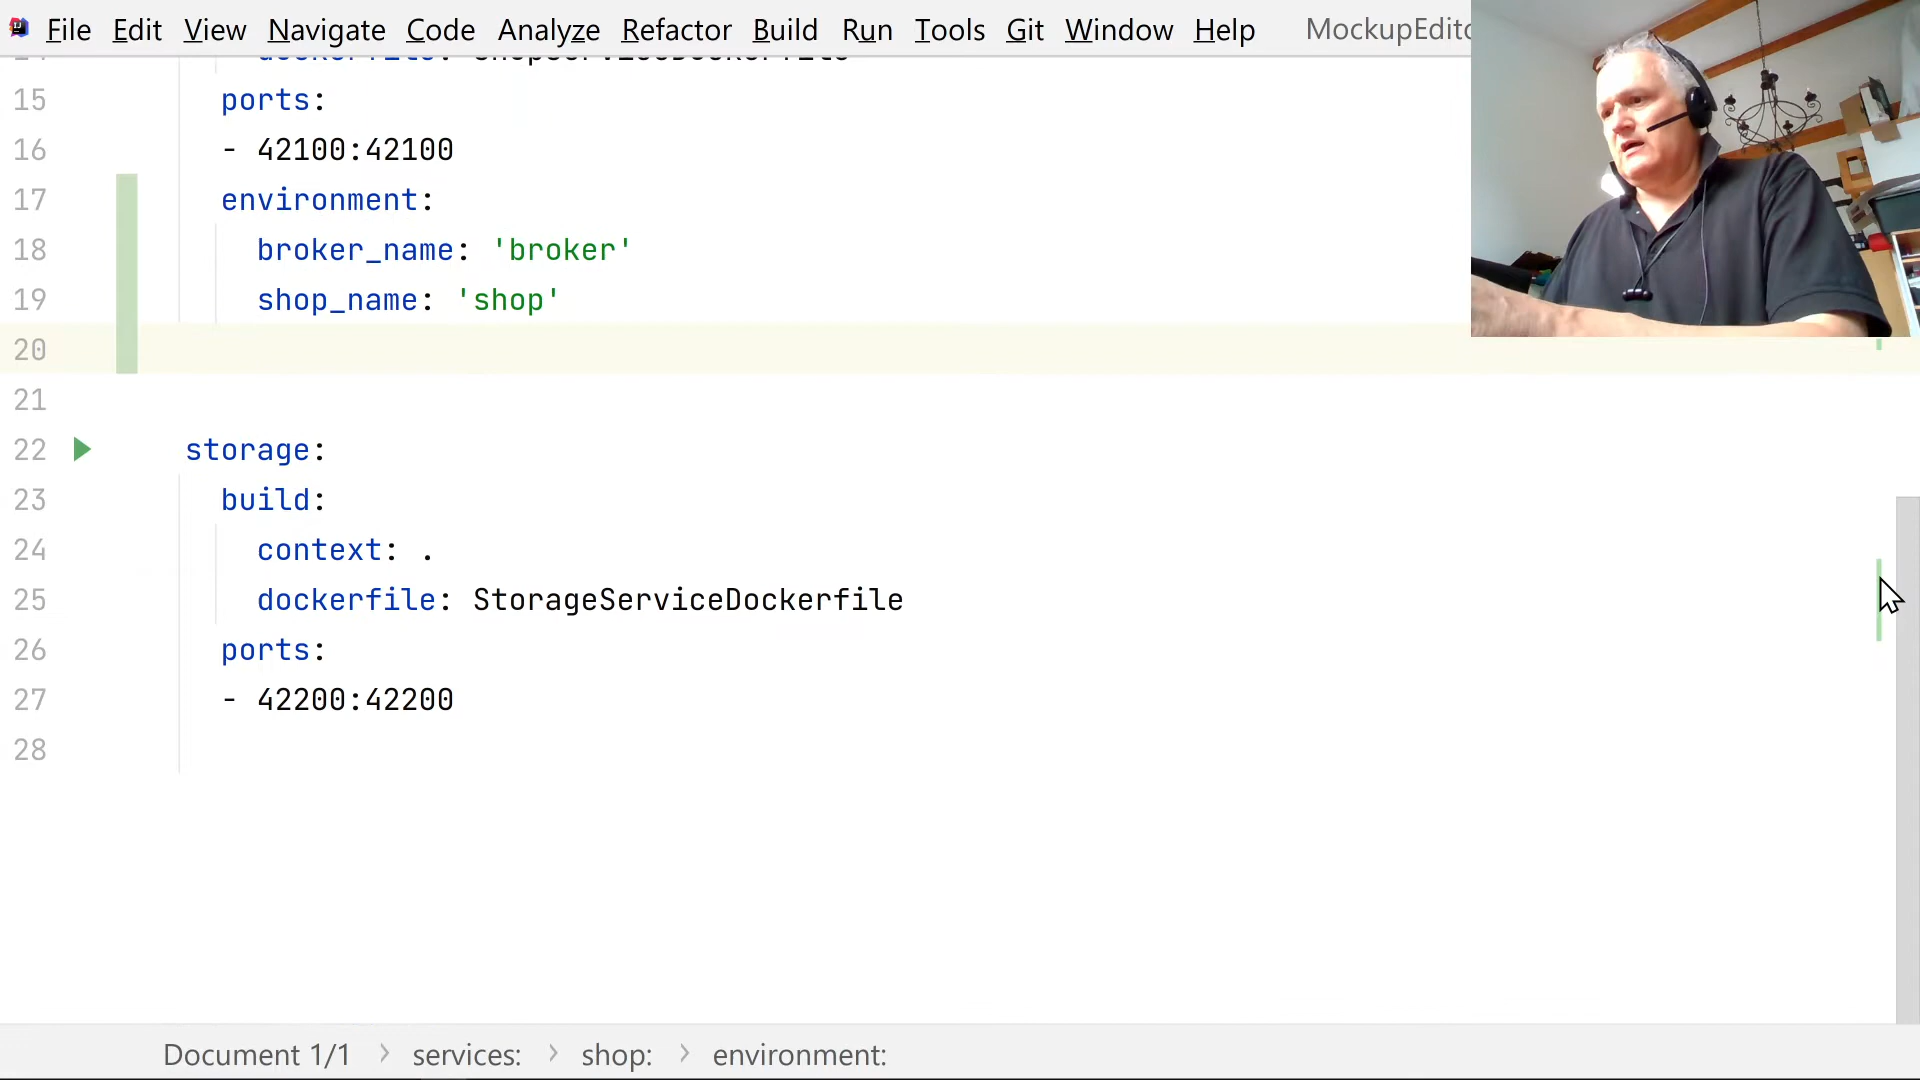 File Edit View Navigate Code Analyze Refactor Build Run Tools Git Window Help
15 ports:
16 - 42100:42100
17 environment:
18 broker_name: 'broker'
19 shop_name: 'shop'
20
21
22 storage:
23 build:
24 context: .
25 dockerfile: StorageServiceDockerfile
26 ports:
27 - 42200:42200
28
Document 1/1 › services: › shop: › environment: